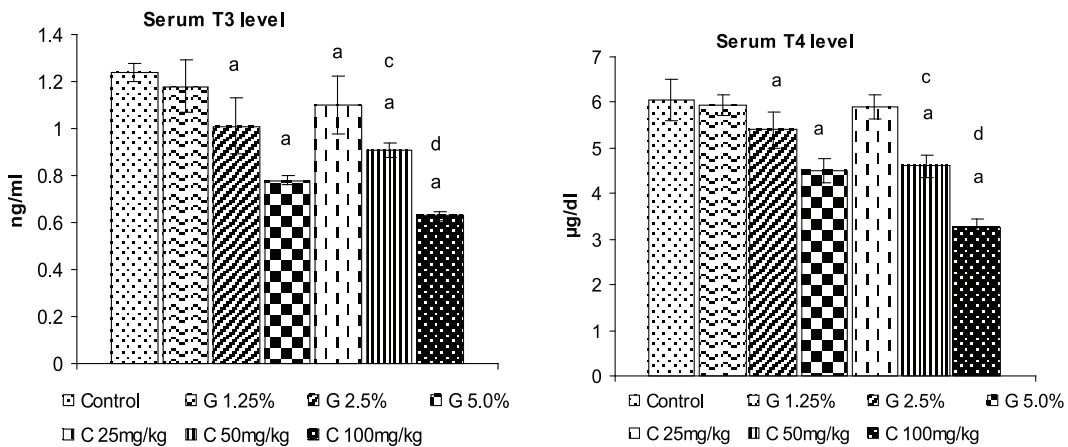 Serum T3 level
1.4
1.2
1
0.8
0.6
0.4
0.2
0
ng/ml
a
a
a
c
a
d
a
Control G 1.25% G 2.5% G 5.0%
C 25mg/kg C 50mg/kg C 100mg/kg
Serum T4 level
7
6
5
4
3
2
1
0
µg/dl
a
a
c
a
d
a
Control G 1.25% G 2.5% G 5.0%
C 25mg/kg C 50mg/kg C 100mg/kg